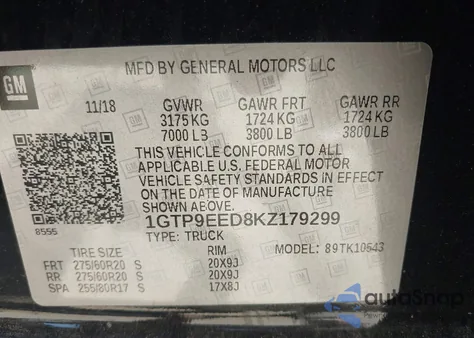 GM
MFD BY GENERAL MOTORS LLC
11/18 GVWR GAWR FRT GAWR RR
3175 KG 1724 KG 1724 KG
7000 LB 3800 LB 3800 LB
THIS VEHICLE CONFORMS TO ALL
APPLICABLE U.S. FEDERAL MOTOR
VEHICLE SAFETY STANDARDS IN EFFECT
ON THE DATE OF MANUFACTURE SHOWN ABOVE.
8555
1GTP9EED8KZ179299
TYPE: TRUCK MODEL: 89TK10543
TIRE SIZE RIM
FRT 275/60R20 S 20X9J
RR 275/60R20 S 20X9J
SPA 255/80R17 S 17X8J
autoSnap